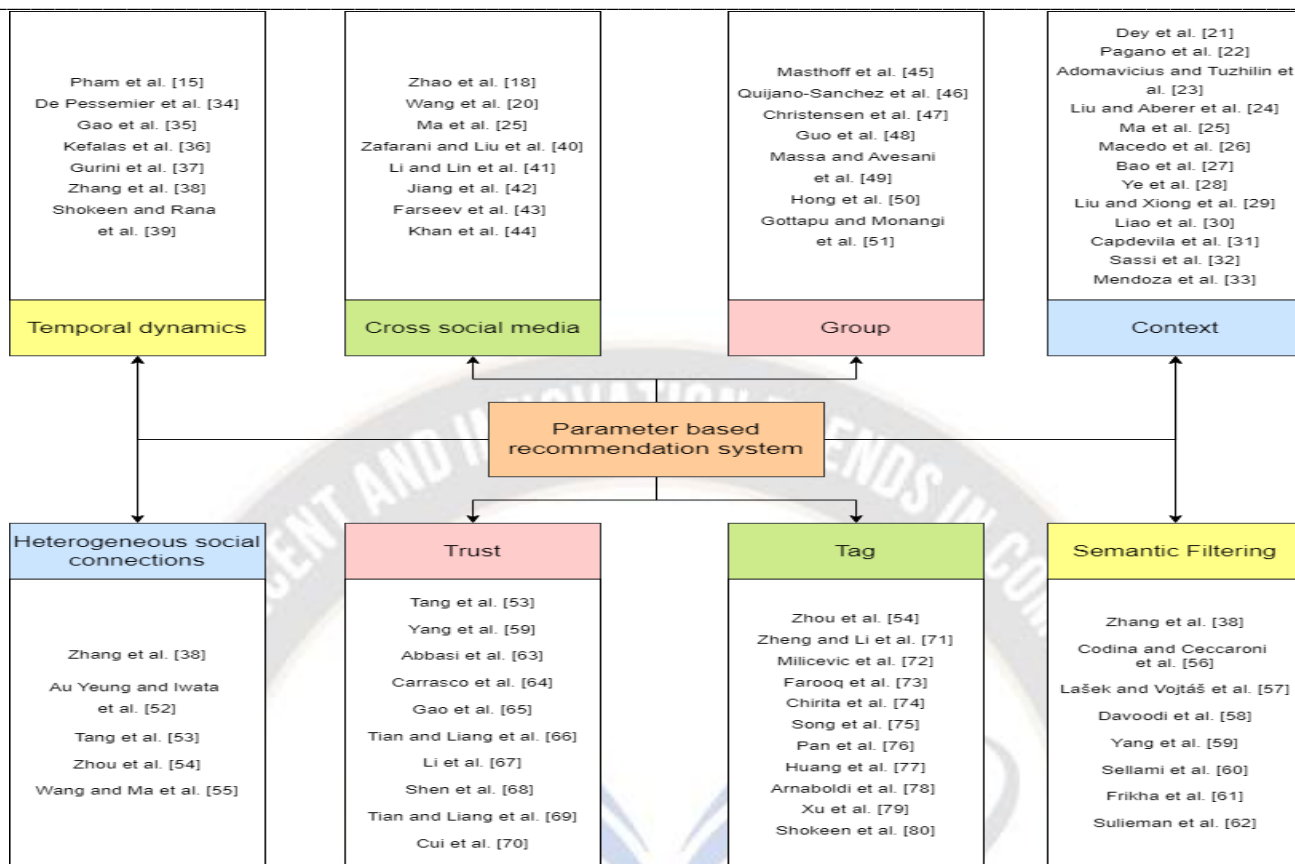 Pham et al. [15]
De Pessemier et al. [34]
Gao et al. [35]
Kefalas et al. [36]
Gurini et al. [37]
Zhang et al. [38]
Shokeen and Rana
et al. [39]
Temporal dynamics
Zhao et al. [18]
Wang et al. [20]
Ma et al. [25]
Zafarani and Liu et al. [40]
Li and Lin et al. [41]
Jiang et al. [42]
Farseev et al. [43]
Khan et al. [44]
Cross social media
Masthoff et al. [45]
Quijano-Sanchez et al. [46]
Christensen et al. [47]
Guo et al. [48]
Massa and Avesani
et al. [49]
Hong et al. [50]
Gottapu and Monangi
et al. [51]
Group
Dey et al. [21]
Pagano et al. [22]
Adomavicius and Tuzhilin et
al. [23]
Liu and Aberer et al. [24]
Ma et al. [25]
Macedo et al. [26]
Bao et al. [27]
Ye et al. [28]
Liu and Xiong et al. [29]
Liao et al. [30]
Capdevila et al. [31]
Sassi et al. [32]
Mendoza et al. [33]
Context
Parameter based
recommendation system
Heterogeneous social
connections
Zhang et al. [38]
Au Yeung and Iwata
et al. [52]
Tang et al. [53]
Zhou et al. [54]
Wang and Ma et al. [55]
Trust
Tang et al. [53]
Yang et al. [59]
Abbasi et al. [63]
Carrasco et al. [64]
Gao et al. [65]
Tian and Liang et al. [66]
Li et al. [67]
Shen et al. [68]
Tian and Liang et al. [69]
Cui et al. [70]
Tag
Zhou et al. [54]
Zheng and Li et al. [71]
Milicevic et al. [72]
Farooq et al. [73]
Chirita et al. [74]
Song et al. [75]
Pan et al. [76]
Huang et al. [77]
Arnaboldi et al. [78]
Xu et al. [79]
Shokeen et al. [80]
Semantic Filtering
Zhang et al. [38]
Codina and Ceccaroni
et al. [56]
Lašek and Vojtáš et al. [57]
Davoodi et al. [58]
Yang et al. [59]
Sellami et al. [60]
Frikha et al. [61]
Sulieman et al. [62]
AND
IN